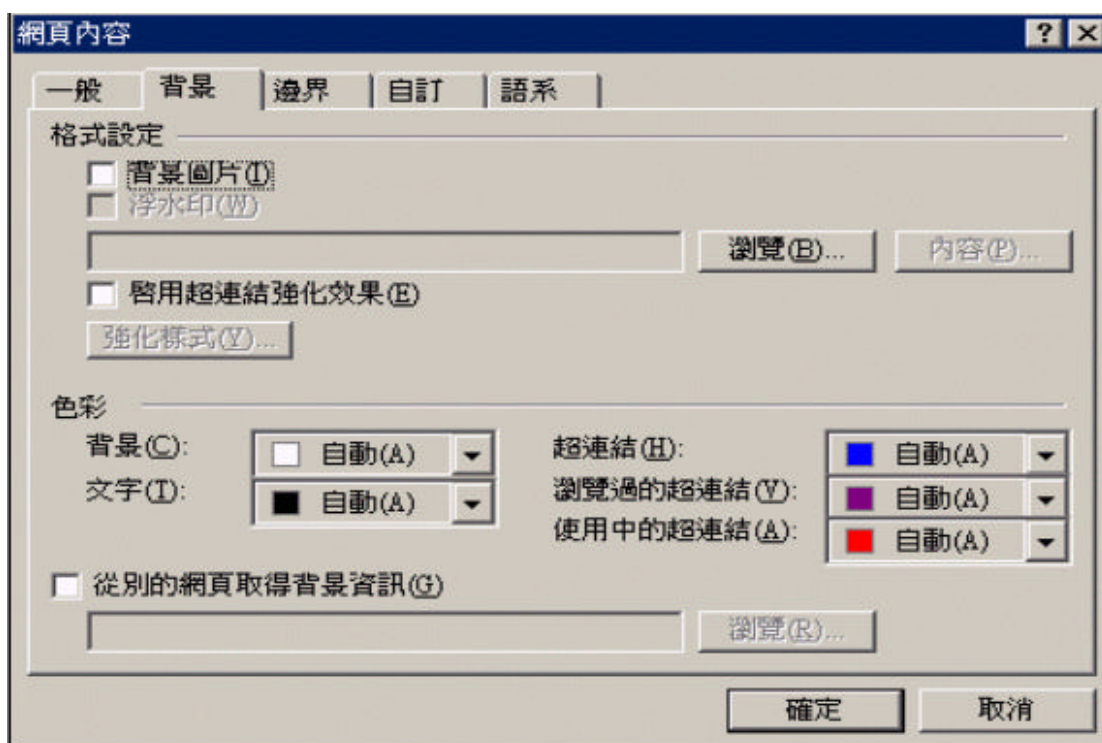 網頁內容
一般 背景 邊界 自訂 語系
格式設定
背景圖片(I)
浮水印(W)
瀏覽(B)... 內容(P)...
啓用超連結強化效果(E)
強化樣式(Y)...
色彩
背景(C): 自動(A) 超連結(H): 自動(A)
文字(T): 自動(A) 瀏覽過的超連結(V): 自動(A)
使用中的超連結(A): 自動(A)
從別的網頁取得背景資訊(G)
瀏覽(R)...
確定 取消